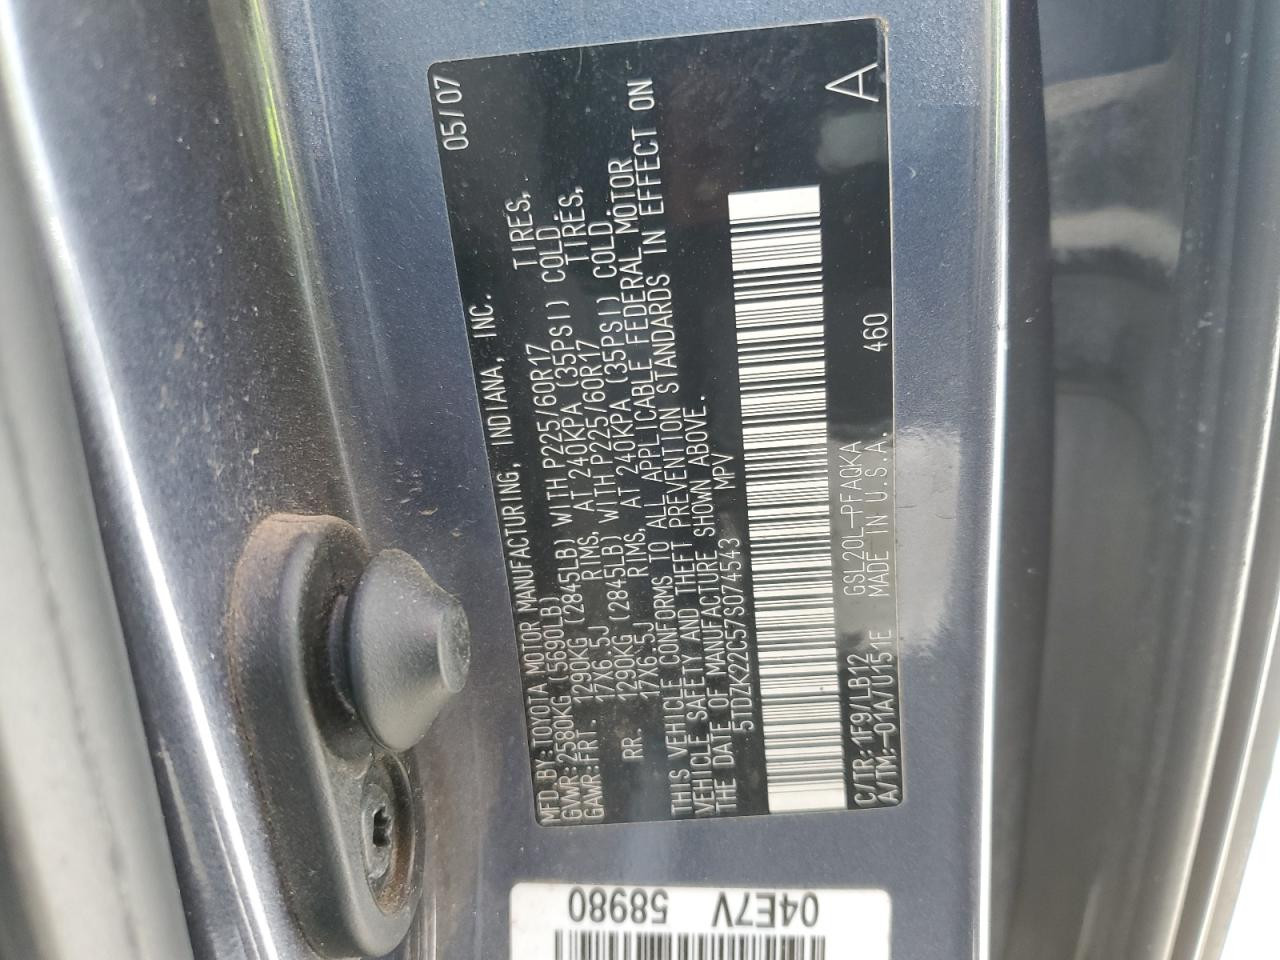 MFD. BY: TOYOTA MOTOR MANUFACTURING, INDIANA, INC. 05/07
GVWR: 2580KG (5690LB)
GAWR: FRT. 1290KG (2845LB) WITH P225/60R17 TIRES,
17X6.5J RIMS, AT 240KPA (35PSI) COLD.
RR. 1290KG (2845LB) WITH P225/60R17 TIRES,
17X6.5J RIMS, AT 240KPA (35PSI) COLD.
THIS VEHICLE CONFORMS TO ALL APPLICABLE FEDERAL MOTOR
VEHICLE SAFETY AND THEFT PREVENTION STANDARDS IN EFFECT ON
THE DATE OF MANUFACTURE SHOWN ABOVE.
5TDZK22C57S074543 MPV
A
C/TR: 1F9/LB12 GSL20L-PFAQKA 460
A/TM: -01A/U151E MADE IN U.S.A.
04E7V 58980